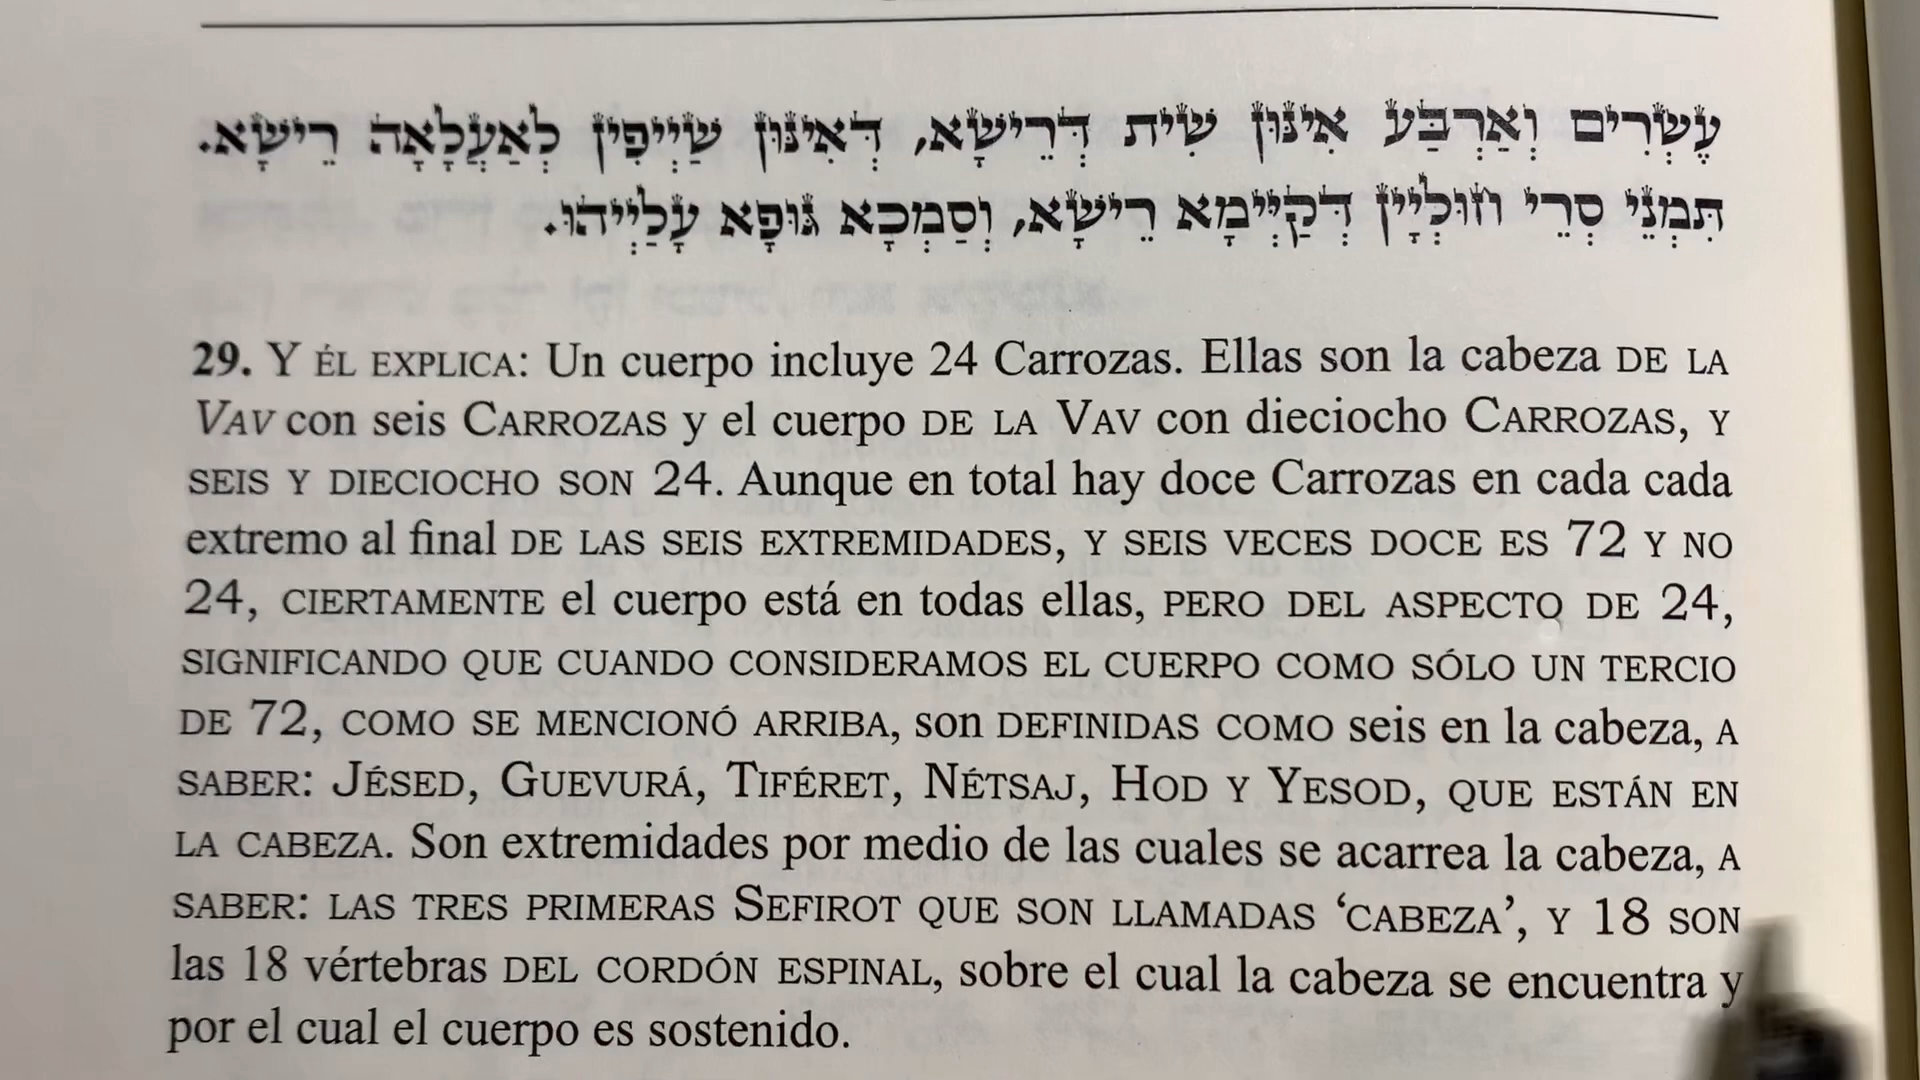 עֶשְׂרִים וְאַרְבַּע אִינּוּן שִׁית דְּרֵישָׁא, דְּאִינּוּן שַׁיְיפִין לְאַעֲלָאָה רֵישָׁא.
תִּמְנֵי סְרֵי חוּלְיָין דְּקַיְּימָא רֵישָׁא, וְסַמְכָא גּוּפָא עָלַיְיהוּ.
29. Y ÉL EXPLICA: Un cuerpo incluye 24 Carrozas. Ellas son la cabeza DE LA
VAV con seis CARROZAS y el cuerpo DE LA VAV con dieciocho CARROZAS, Y
SEIS Y DIECIOCHO SON 24. Aunque en total hay doce Carrozas en cada cada
extremo al final DE LAS SEIS EXTREMIDADES, Y SEIS VECES DOCE ES 72 Y NO
24, CIERTAMENTE el cuerpo está en todas ellas, PERO DEL ASPECTO DE 24,
SIGNIFICANDO QUE CUANDO CONSIDERAMOS EL CUERPO COMO SÓLO UN TERCIO
DE 72, COMO SE MENCIONÓ ARRIBA, son DEFINIDAS COMO seis en la cabeza, A
SABER: JÉSED, GUEVURÁ, TIFÉRET, NÉTSAJ, HOD Y YESOD, QUE ESTÁN EN
LA CABEZA. Son extremidades por medio de las cuales se acarrea la cabeza, A
SABER: LAS TRES PRIMERAS SEFIROT QUE SON LLAMADAS ‘CABEZA’, Y 18 SON
las 18 vértebras DEL CORDÓN ESPINAL, sobre el cual la cabeza se encuentra y
por el cual el cuerpo es sostenido.